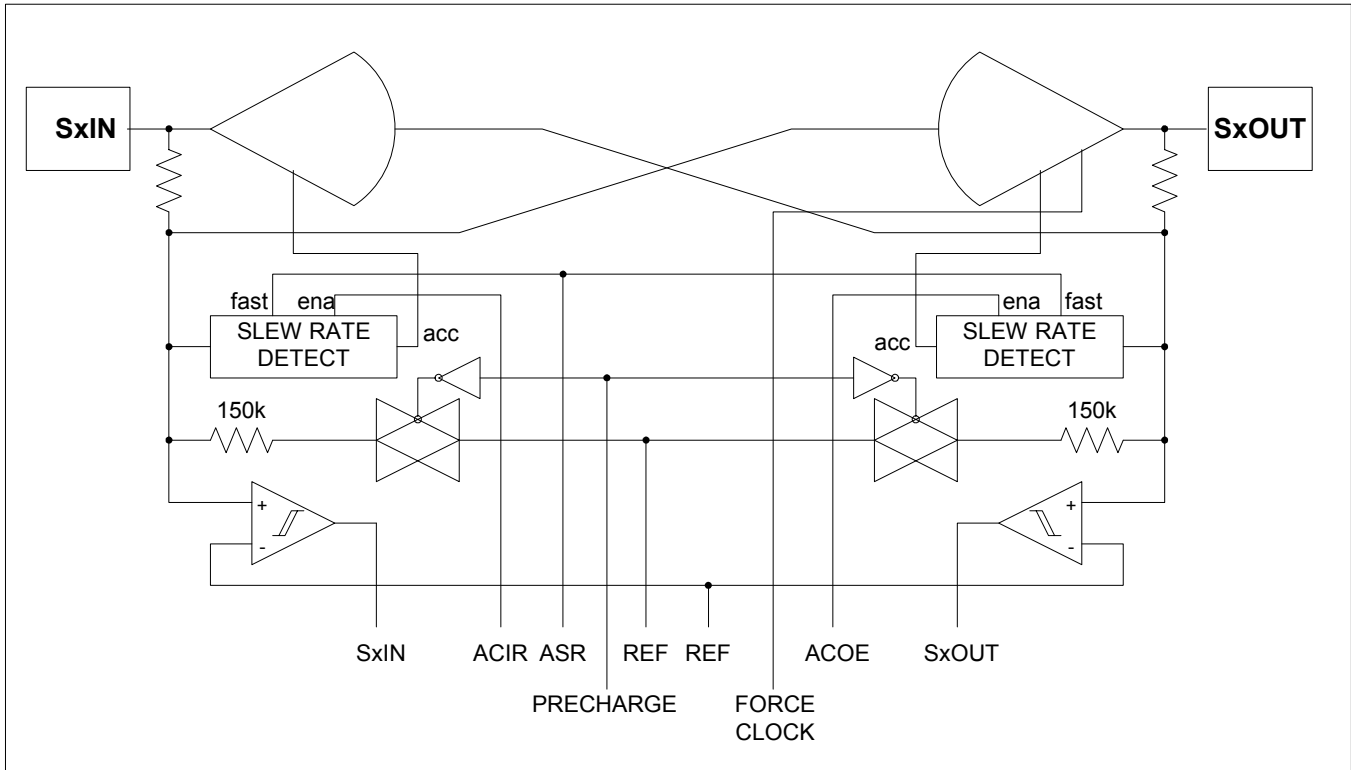 SxIN
SxOUT
fast ena
ena fast
SLEW RATE
DETECT
acc
acc
SLEW RATE
DETECT
150k
150k
+
-
+
-
SxIN
ACIR
ASR
REF
REF
ACOE
SxOUT
PRECHARGE
FORCE
CLOCK